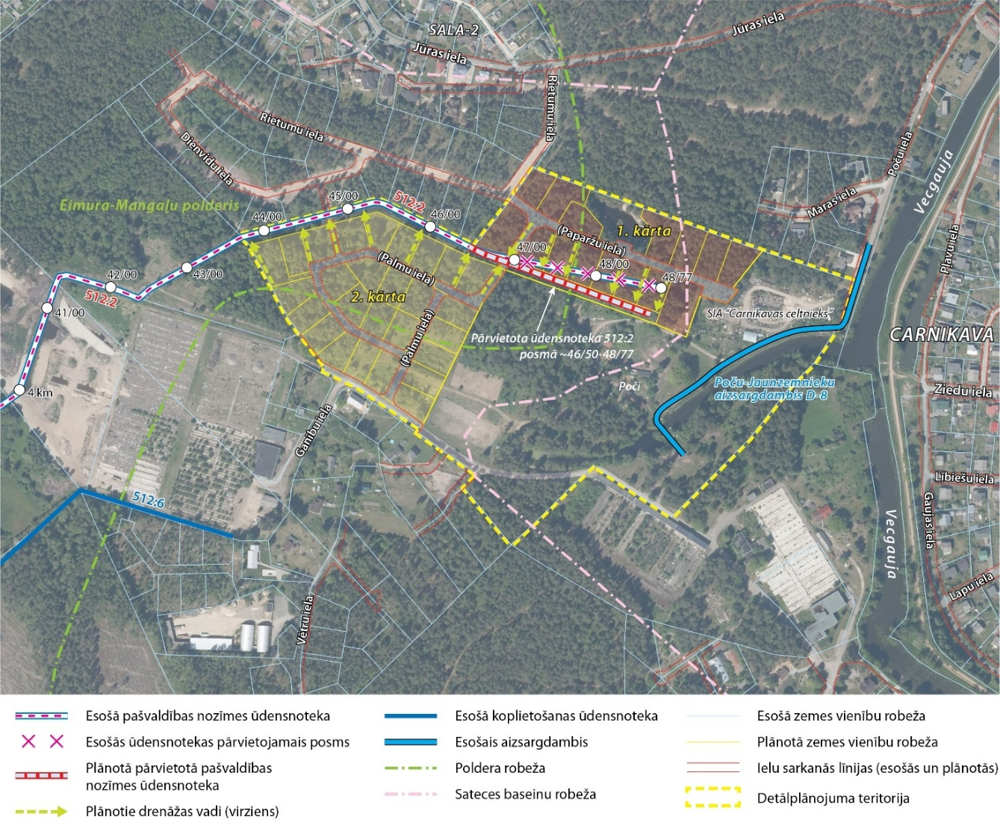 SALA-2
Jūras iela
Jūras iela
Rietumu iela
Rietumu iela
Dienvidu iela
Poču iela
Vecgauja
Māras iela
Pļavu iela
Eimura-Mangaļu polderis
45/00
512:2
46/00
44/00
(Paparžu iela)
1. kārta
47/00
48/00
48/77
(Palmu iela)
2. kārta
43/00
42/00
512:2
41/00
SIA "Carnikavas celtnieks"
CARNIKAVA
(Palmu iela)
Pārvietota ūdensnoteka 512:2
posmā ~46/50-48/77
Poči
Poču-Jaunzemnieku
aizsargdambis D-8
4 km
Ziedu iela
Ganību iela
Lībiešu iela
512:6
Gaujas iela
Vecgauja
Lapu iela
Vētru iela
Esošā pašvaldības nozīmes ūdensnoteka
Esošās ūdensnotekas pārvietojamais posms
Plānotā pārvietotā pašvaldības
nozīmes ūdensnoteka
Plānotie drenāžas vadi (virziens)
Esošā koplietošanas ūdensnoteka
Esošais aizsargdambis
Poldera robeža
Sateces baseinu robeža
Esošā zemes vienību robeža
Plānotā zemes vienību robeža
Ielu sarkanās līnijas (esošās un plānotās)
Detālplānojuma teritorija